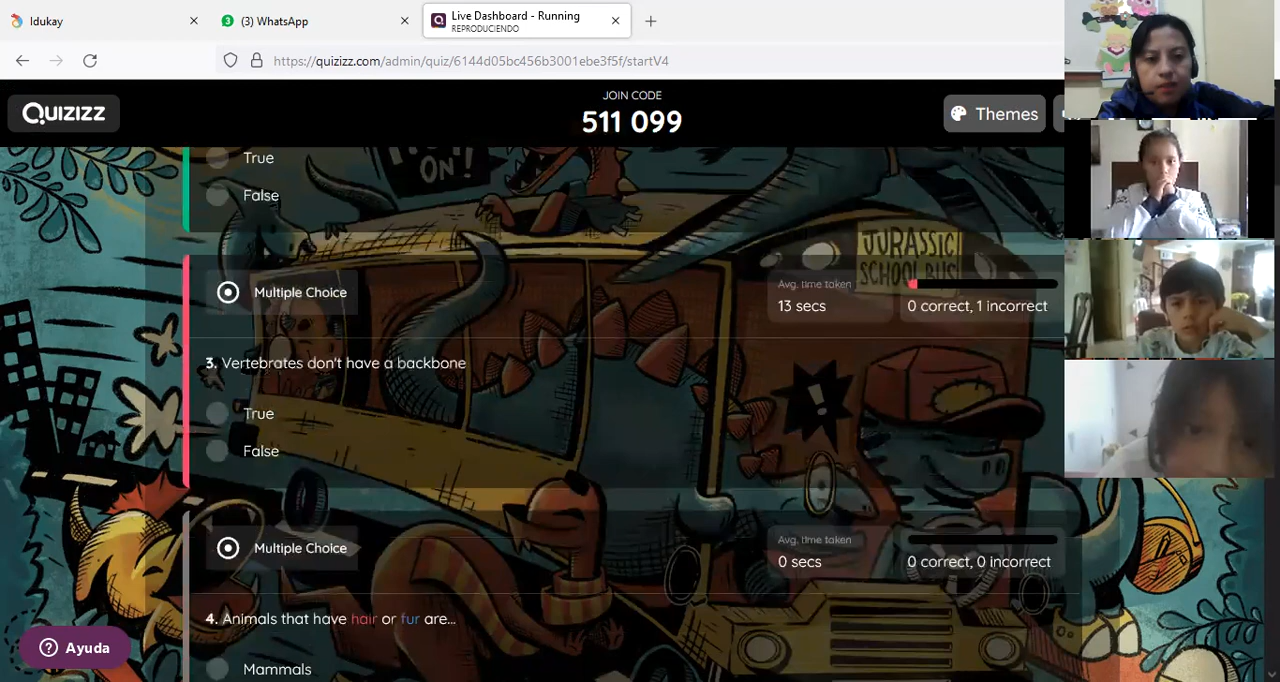 Idukay
(3) WhatsApp
Live Dashboard - Running
REPRODUCIENDO
https://quizizz.com/admin/quiz/6144d05bc456b3001ebe3f5f/startV4
QUIZIZZ
JOIN CODE
511 099
Themes
True
ON!
False
JURASSIC
SCHOOL BUS
Multiple Choice
Avg. time taken
13 secs
0 correct, 1 incorrect
3. Vertebrates don't have a backbone
!
True
False
Multiple Choice
Avg. time taken
0 secs
0 correct, 0 incorrect
4. Animals that have hair or fur are...
Ayuda
Mammals